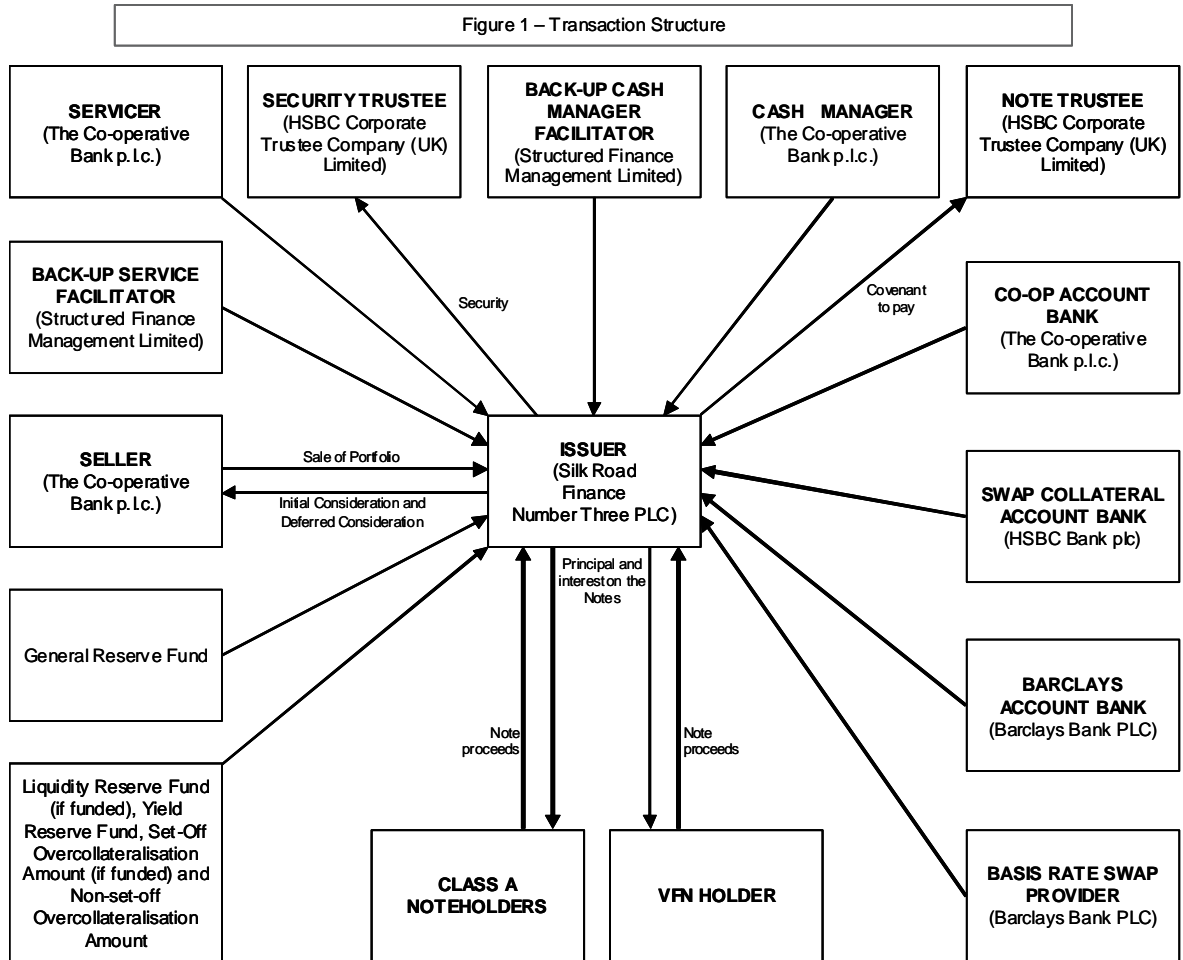 Figure 1 – Transaction Structure
SERVICER
(The Co-operative
Bank p.l.c.)
SECURITY TRUSTEE
(HSBC Corporate
Trustee Company (UK)
Limited)
BACK-UP CASH
MANAGER
FACILITATOR
(Structured Finance
Management Limited)
CASH MANAGER
(The Co-operative
Bank p.l.c.)
NOTE TRUSTEE
(HSBC Corporate
Trustee Company (UK)
Limited)
BACK-UP SERVICE
FACILITATOR
(Structured Finance
Management Limited)
Security
Covenant
to pay
CO-OP ACCOUNT
BANK
(The Co-operative
Bank p.l.c.)
SELLER
(The Co-operative
Bank p.l.c.)
Sale of Portfolio
Initial Consideration and
Deferred Consideration
ISSUER
(Silk Road
Finance
Number Three PLC)
SWAP COLLATERAL
ACCOUNT BANK
(HSBC Bank plc)
Principal and
interest on the
Notes
General Reserve Fund
BARCLAYS
ACCOUNT BANK
(Barclays Bank PLC)
Note
proceeds
Note
proceeds
Liquidity Reserve Fund
(if funded), Yield
Reserve Fund, Set-Off
Overcollateralisation
Amount (if funded) and
Non-set-off
Overcollateralisation
Amount
CLASS A
NOTEHOLDERS
VFN HOLDER
BASIS RATE SWAP
PROVIDER
(Barclays Bank PLC)